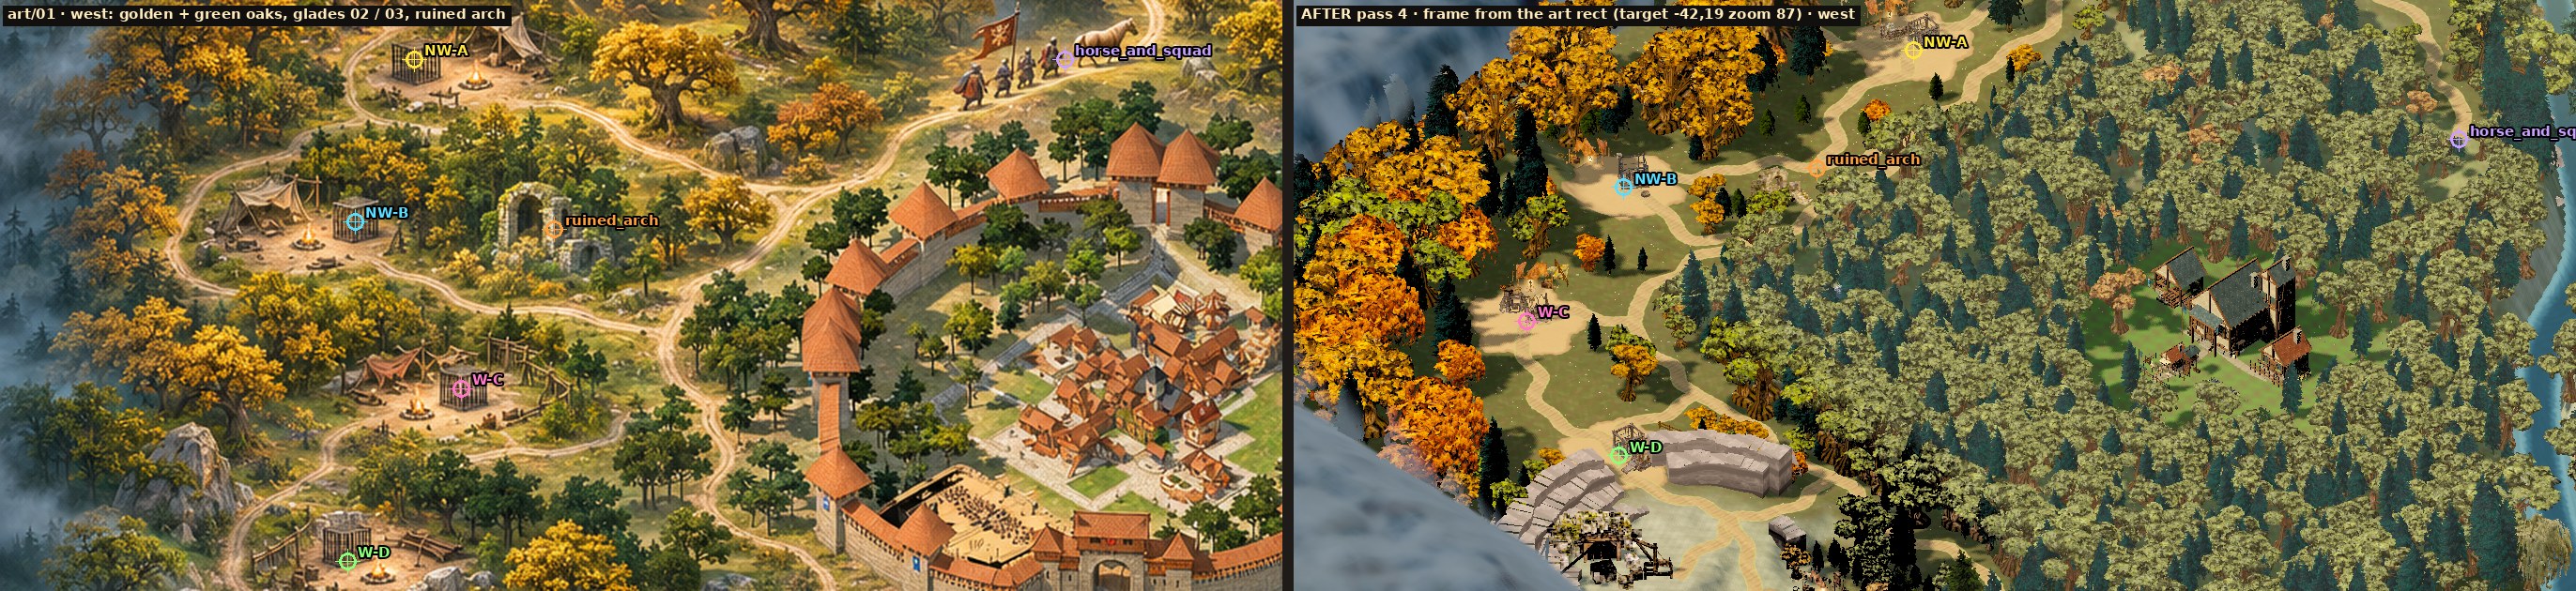 art/01 · west: golden + green oaks, glades 02 / 03, ruined arch
NW-A
horse_and_squad
NW-B
ruined_arch
W-C
W-D
AFTER pass 4 · frame from the art rect (target -42,19 zoom 87) · west
NW-A
horse_and_sq
ruined_arch
NW-B
W-C
W-D